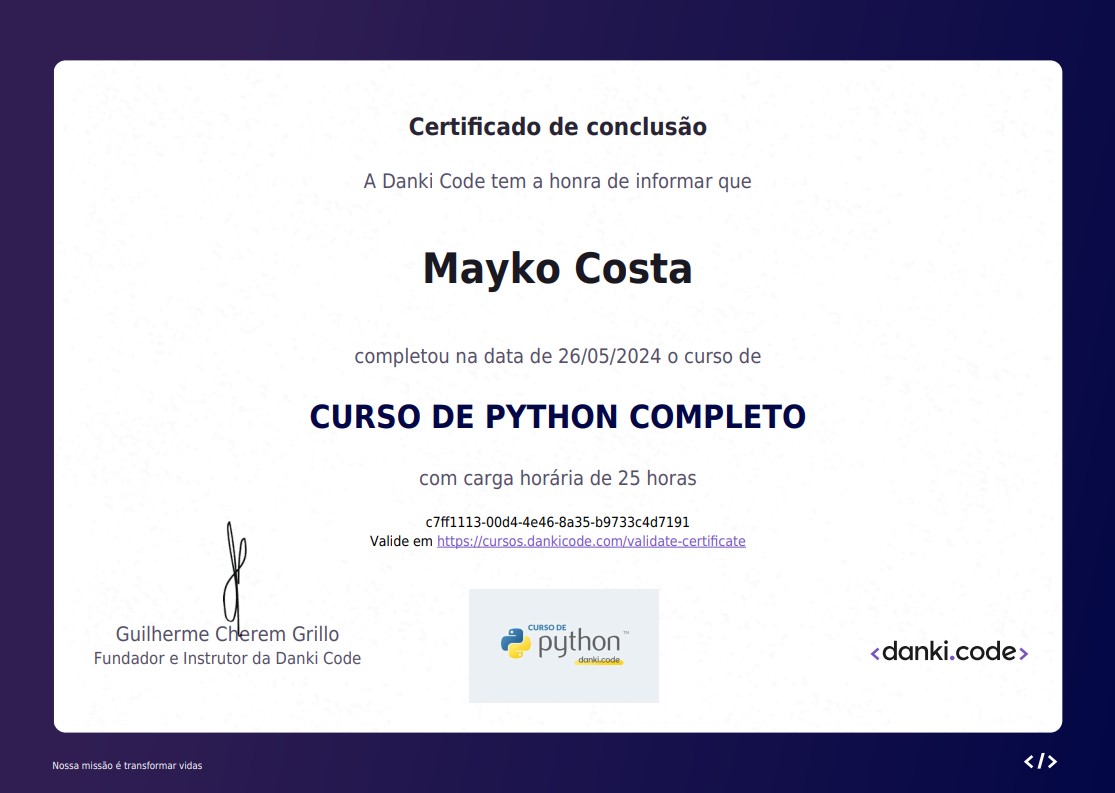 Certificado de conclusão
A Danki Code tem a honra de informar que
Mayko Costa
completou na data de 26/05/2024 o curso de
CURSO DE PYTHON COMPLETO
com carga horária de 25 horas
c7ff1113-00d4-4e46-8a35-b9733c4d7191
Valide em https://cursos.dankicode.com/validate-certificate
Guilherme Cherem Grillo
Fundador e Instrutor da Danki Code
CURSO DE
python™
danki.code
<danki.code>
Nossa missão é transformar vidas
</>